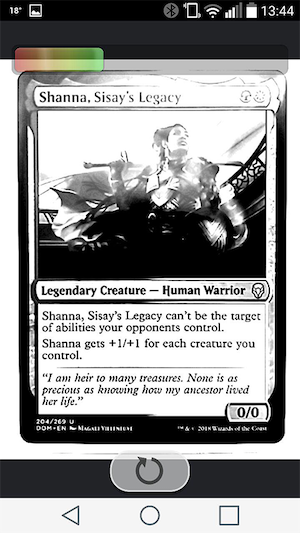 18°
13:44
Shanna, Sisay's Legacy
Legendary Creature — Human Warrior
Shanna, Sisay's Legacy can't be the target
of abilities your opponents control.
Shanna gets +1/+1 for each creature you
control.
"I am heir to many treasures. None is as
precious as knowing how my ancestor lived
her life."
0/0
204/269 U
DOM • EN Magali Villeneuve
™ & © 2018 Wizards of the Coast